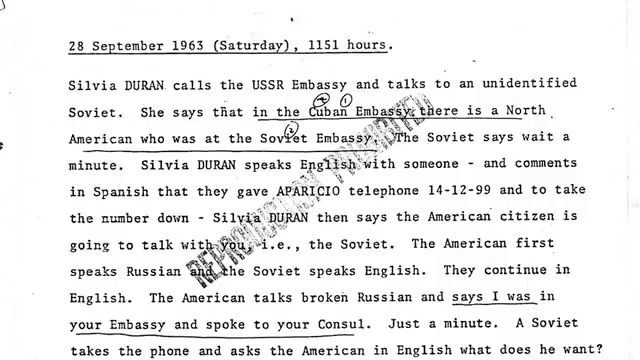 28 September 1963 (Saturday), 1151 hours.
Silvia DURAN calls the USSR Embassy and talks to an unidentified
Soviet. She says that in the Cuban Embassy, there is a North
American who was at the Soviet Embassy. The Soviet says wait a
minute. Silvia DURAN speaks English with someone - and comments
in Spanish that they gave APARICIO telephone 14-12-99 and to take
the number down - Silvia DURAN then says the American citizen is
going to talk with you, i.e., the Soviet. The American first
speaks Russian and the Soviet speaks English. They continue in
English. The American talks broken Russian and says I was in
your Embassy and spoke to your Consul. Just a minute. A Soviet
takes the phone and asks the American in English what does he want?
REPRODUCTION PROHIBITED
1
2